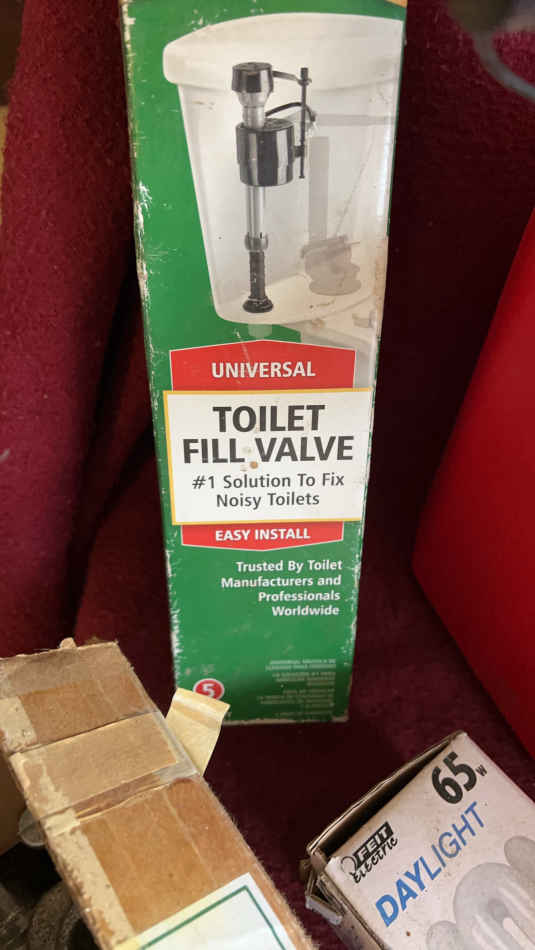 UNIVERSAL
TOILET
FILL VALVE
#1 Solution To Fix
Noisy Toilets
EASY INSTALL
Trusted By Toilet
Manufacturers and
Professionals
Worldwide
5
65 W
FEIT
Electric
DAYLIGHT